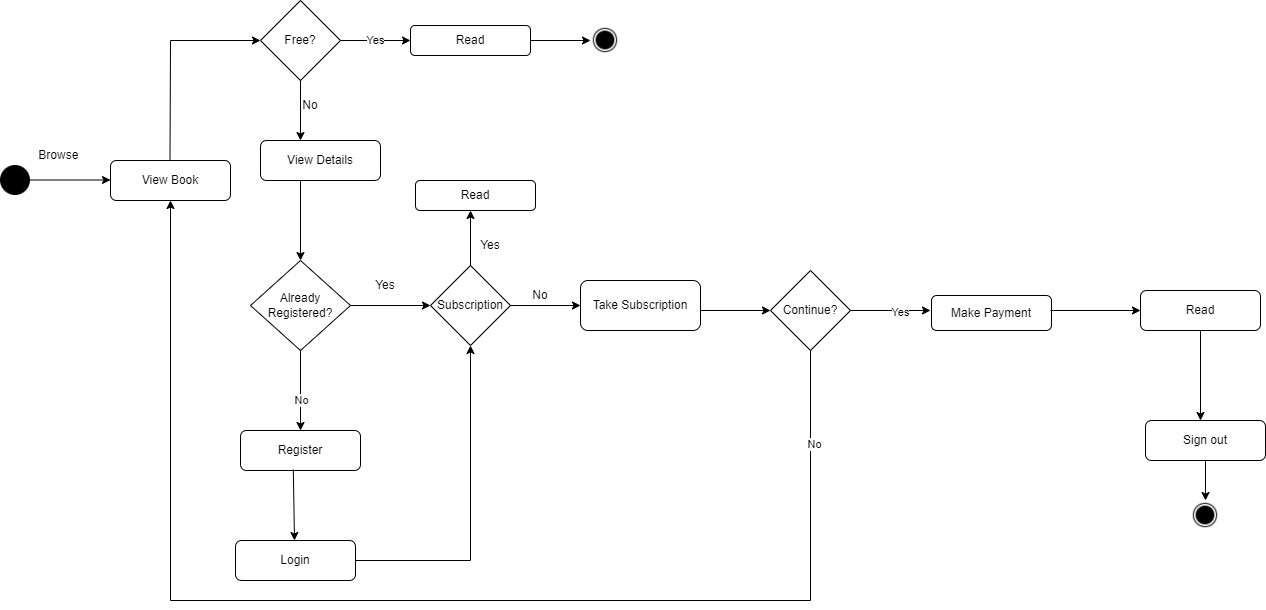 Free?
Yes
Read
No
Browse
View Book
View Details
Read
Yes
Already
Registered?
Yes
Subscription
No
Take Subscription
Continue?
Yes
Make Payment
Read
No
Register
No
Sign out
Login